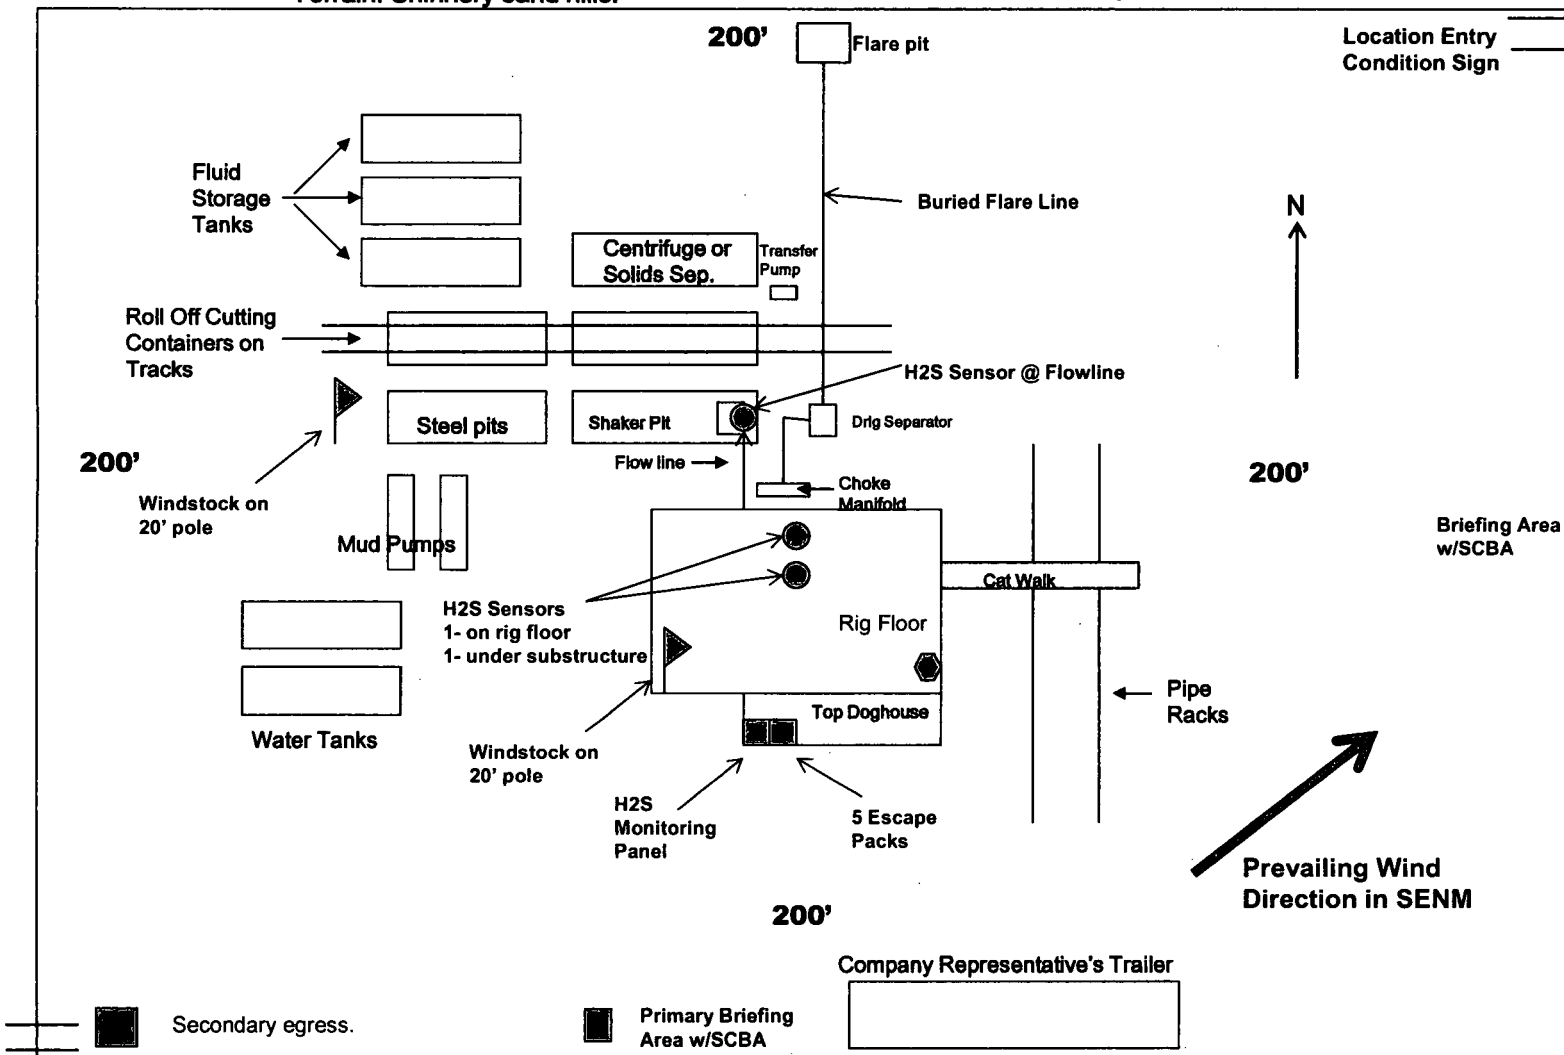 200'
Flare pit
Location Entry
Condition Sign
Fluid
Storage
Tanks
Buried Flare Line
N
Centrifuge or
Solids Sep.
Transfer
Pump
Roll Off Cutting
Containers on
Tracks
H2S Sensor @ Flowline
Steel pits
Shaker Pit
Drlg Separator
200'
Flow line
200'
Windstock on
20' pole
Choke
Manifold
Briefing Area
w/SCBA
Mud Pumps
Cat Walk
H2S Sensors
1- on rig floor
1- under substructure
Rig Floor
Pipe
Racks
Top Doghouse
Water Tanks
Windstock on
20' pole
H2S
Monitoring
Panel
5 Escape
Packs
Prevailing Wind
Direction in SENM
200'
Company Representative's Trailer
Secondary egress.
Primary Briefing
Area w/SCBA